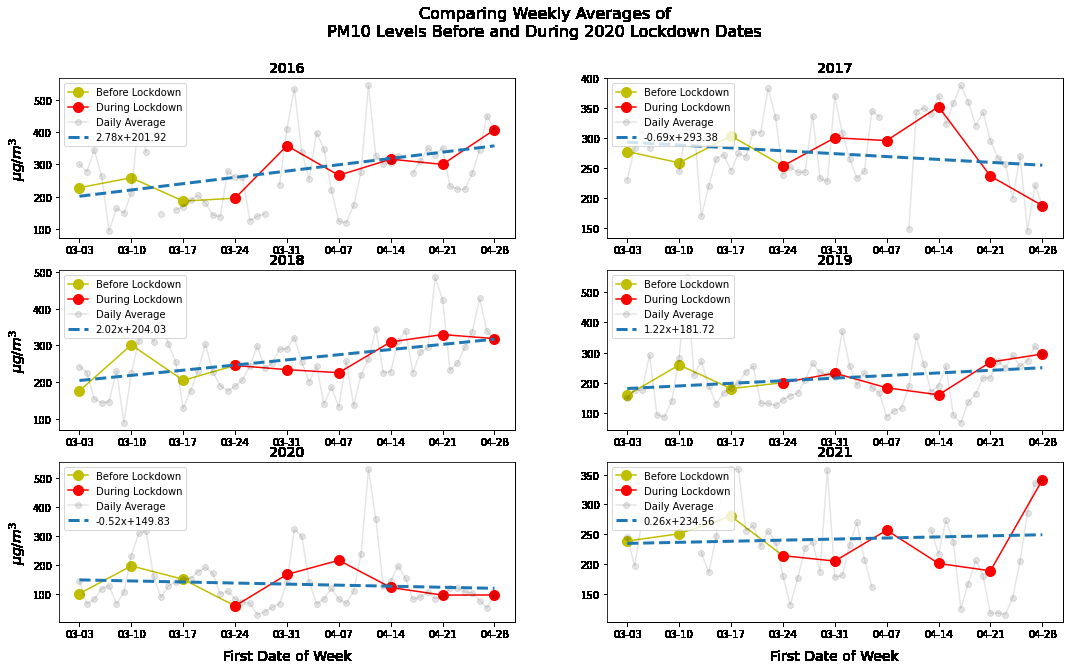 Comparing Weekly Averages of
PM10 Levels Before and During 2020 Lockdown Dates
2016
μg/m³
500
400
300
200
100
Before Lockdown
During Lockdown
Daily Average
2.78x+201.92
03-03 03-10 03-17 03-24 03-31 04-07 04-14 04-21 04-28
2017
400
350
300
250
200
150
Before Lockdown
During Lockdown
Daily Average
-0.69x+293.38
03-03 03-10 03-17 03-24 03-31 04-07 04-14 04-21 04-28
2018
μg/m³
500
400
300
200
100
Before Lockdown
During Lockdown
Daily Average
2.02x+204.03
03-03 03-10 03-17 03-24 03-31 04-07 04-14 04-21 04-28
2019
500
400
300
200
100
Before Lockdown
During Lockdown
Daily Average
1.22x+181.72
03-03 03-10 03-17 03-24 03-31 04-07 04-14 04-21 04-28
2020
μg/m³
500
400
300
200
100
Before Lockdown
During Lockdown
Daily Average
-0.52x+149.83
03-03 03-10 03-17 03-24 03-31 04-07 04-14 04-21 04-28
First Date of Week
2021
350
300
250
200
150
Before Lockdown
During Lockdown
Daily Average
0.26x+234.56
03-03 03-10 03-17 03-24 03-31 04-07 04-14 04-21 04-28
First Date of Week